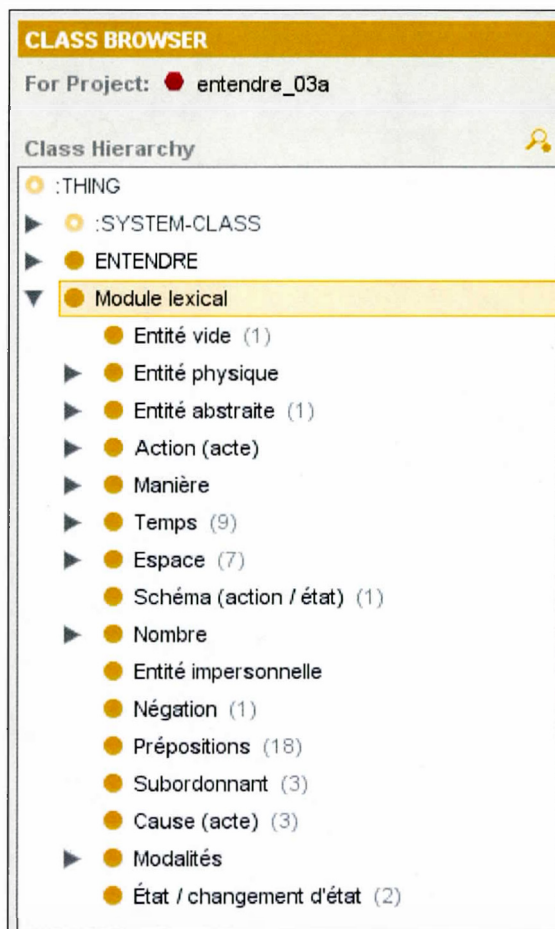 CLASS BROWSER
For Project: entendre_03a
Class Hierarchy
:THING
:SYSTEM-CLASS
ENTENDRE
Module lexical
Entité vide (1)
Entité physique
Entité abstraite (1)
Action (acte)
Manière
Temps (9)
Espace (7)
Schéma (action / état) (1)
Nombre
Entité impersonnelle
Négation (1)
Prépositions (18)
Subordonnant (3)
Cause (acte) (3)
Modalités
État / changement d'état (2)